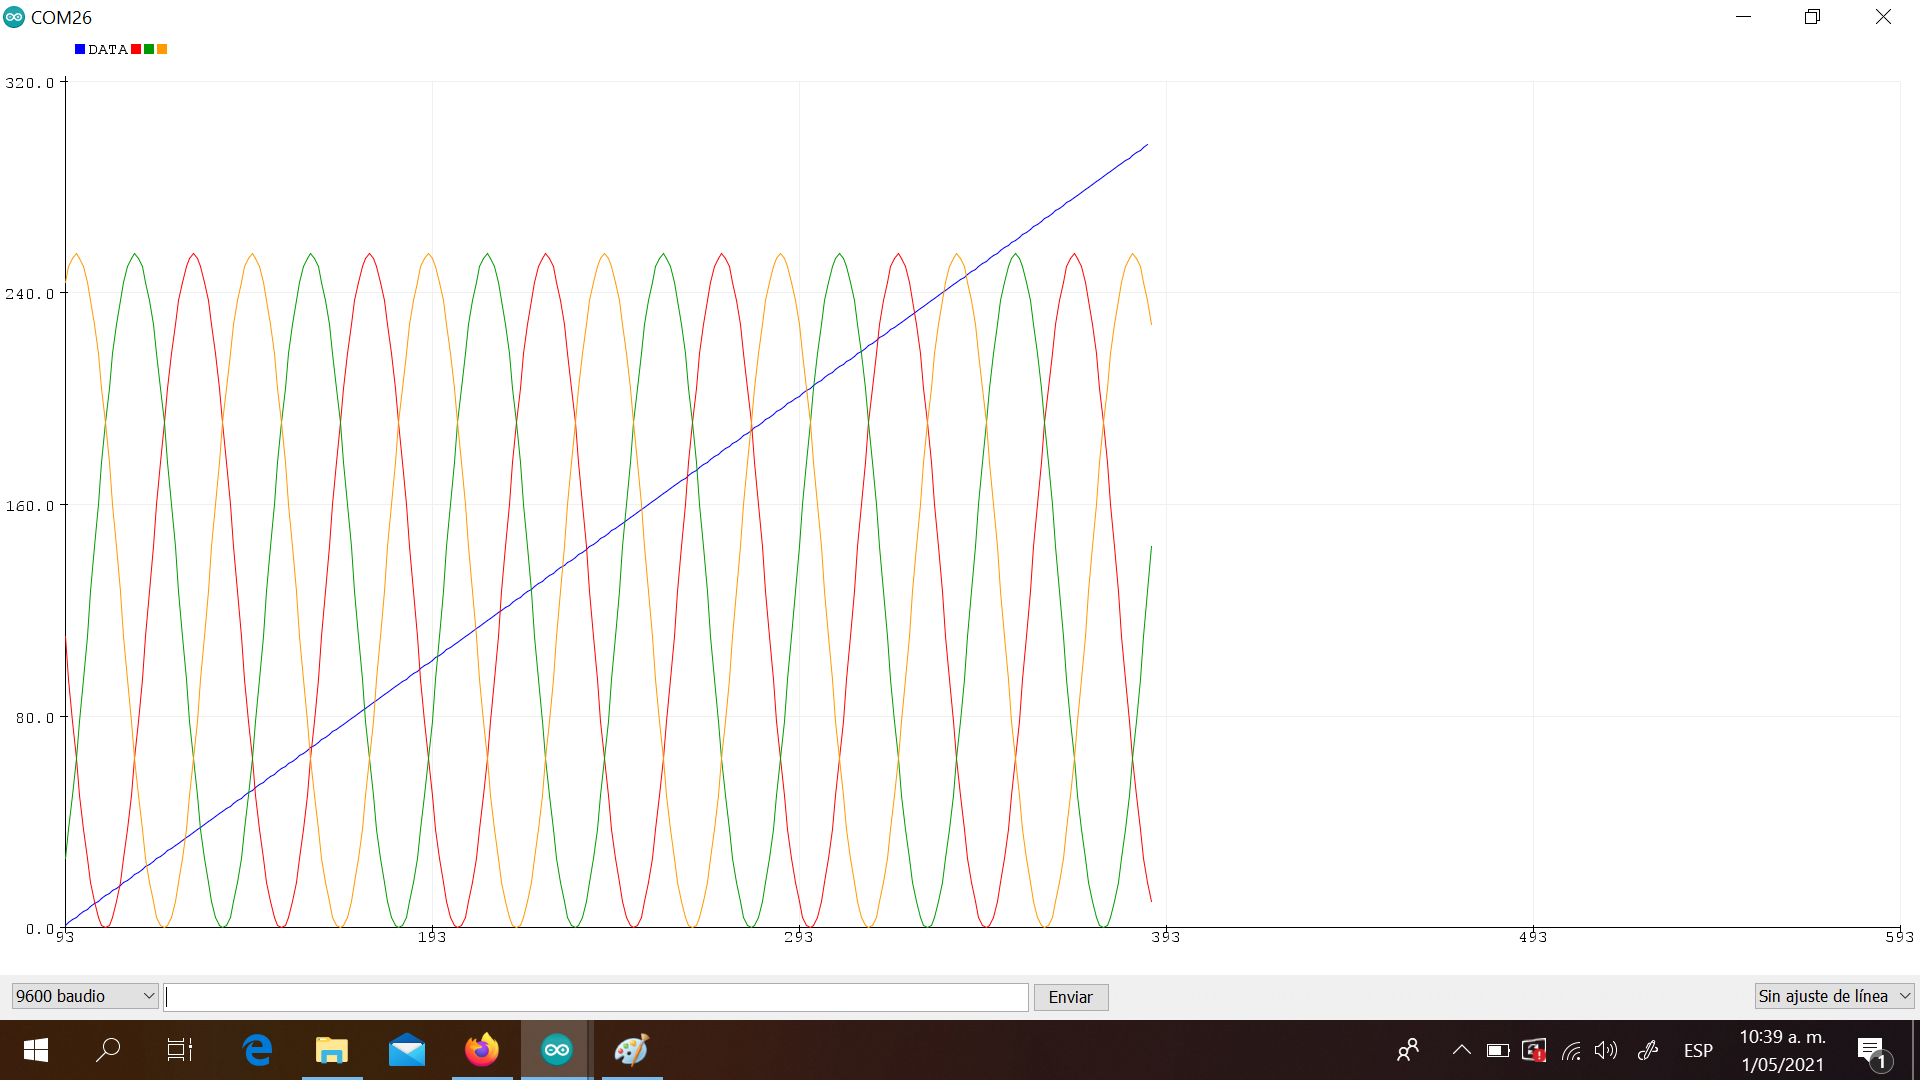 COM26
DATA
320.0
240.0
160.0
80.0
0.0
93 193 293 393 493 593
9600 baudio Enviar Sin ajuste de línea
ESP
10:39 a. m.
1/05/2021
1